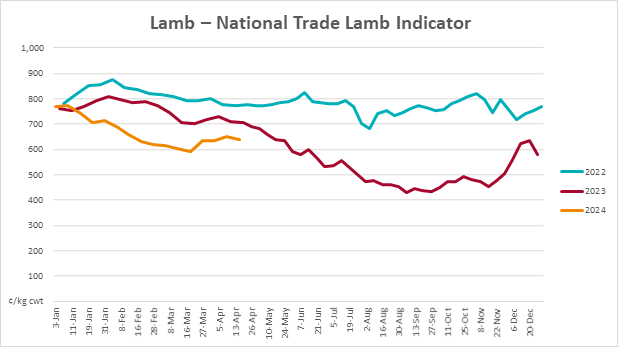 Lamb – National Trade Lamb Indicator
1,000
900
800
700
600
500
400
300
200
100
¢/kg cwt
2022
2023
2024
3-Jan
11-Jan
19-Jan
31-Jan
8-Feb
16-Feb
28-Feb
8-Mar
16-Mar
27-Mar
5-Apr
13-Apr
26-Apr
10-May
24-May
7-Jun
21-Jun
5-Jul
19-Jul
2-Aug
16-Aug
30-Aug
13-Sep
27-Sep
11-Oct
25-Oct
8-Nov
22-Nov
6-Dec
20-Dec